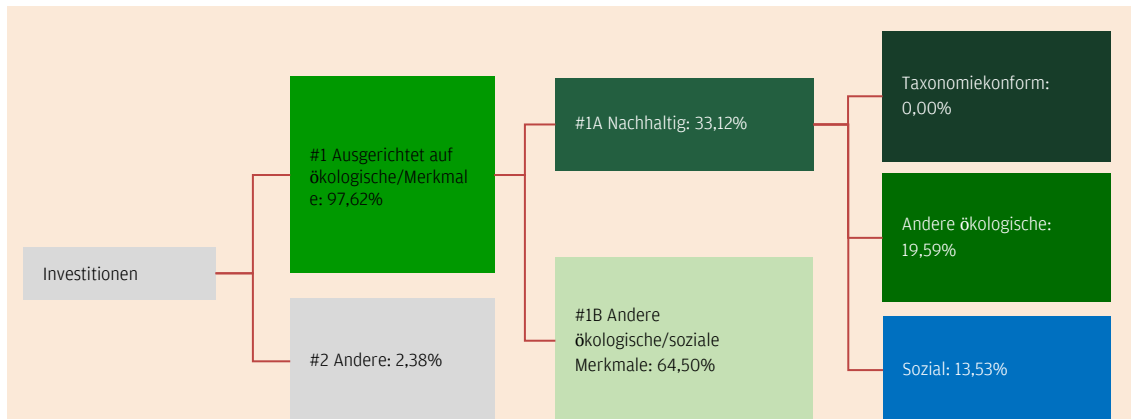 Investitionen
#1 Ausgerichtet auf
ökologische/Merkmal
e: 97,62%
#2 Andere: 2,38%
#1A Nachhaltig: 33,12%
#1B Andere
ökologische/soziale
Merkmale: 64,50%
Taxonomiekonform:
0,00%
Andere ökologische:
19,59%
Sozial: 13,53%